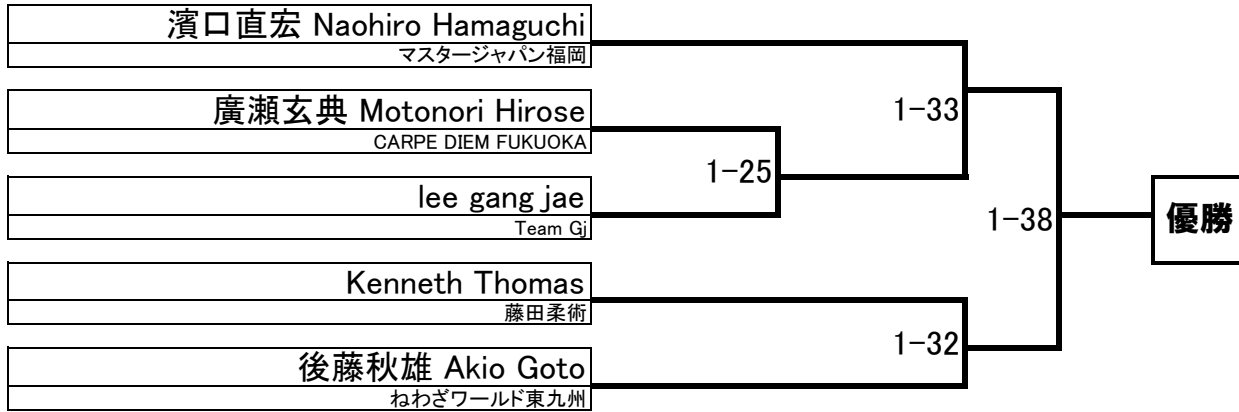 濱口直宏 Naohiro Hamaguchi
マスタージャパン福岡
廣瀬玄典 Motonori Hirose
CARPE DIEM FUKUOKA
1-33
1-25
lee gang jae
Team Gj
1-38
優勝
Kenneth Thomas
藤田柔術
1-32
後藤秋雄 Akio Goto
ねわざワールド東九州